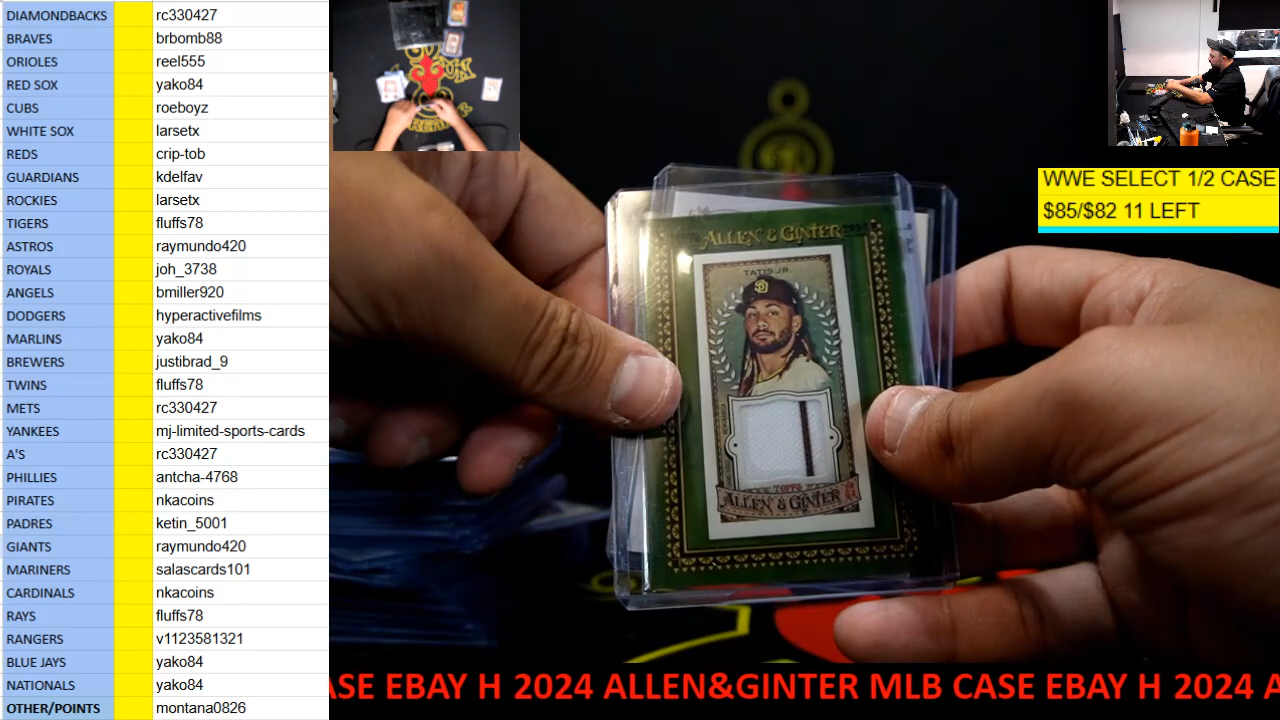 DIAMONDBACKS rc330427
BRAVES brbomb88
ORIOLES reel555
RED SOX yako84
CUBS roeboyz
WHITE SOX larsetx
REDS crip-tob
GUARDIANS kdelfav
ROCKIES larsetx
TIGERS fluffs78
ASTROS raymundo420
ROYALS joh_3738
ANGELS bmiller920
DODGERS hyperactivefilms
MARLINS yako84
BREWERS justibrad_9
TWINS fluffs78
METS rc330427
YANKEES mj-limited-sports-cards
A'S rc330427
PHILLIES antcha-4768
PIRATES nkacoins
PADRES ketin_5001
GIANTS raymundo420
MARINERS salascards101
CARDINALS nkacoins
RAYS fluffs78
RANGERS v1123581321
BLUE JAYS yako84
NATIONALS yako84
OTHER/POINTS montana0826
WWE SELECT 1/2 CASE
$85/$82 11 LEFT
ALLEN & GINTER
TATIS JR.
SD
TOPPS
ALLEN & GINTER
ASE EBAY H 2024 ALLEN&GINTER MLB CASE EBAY H 2024 A